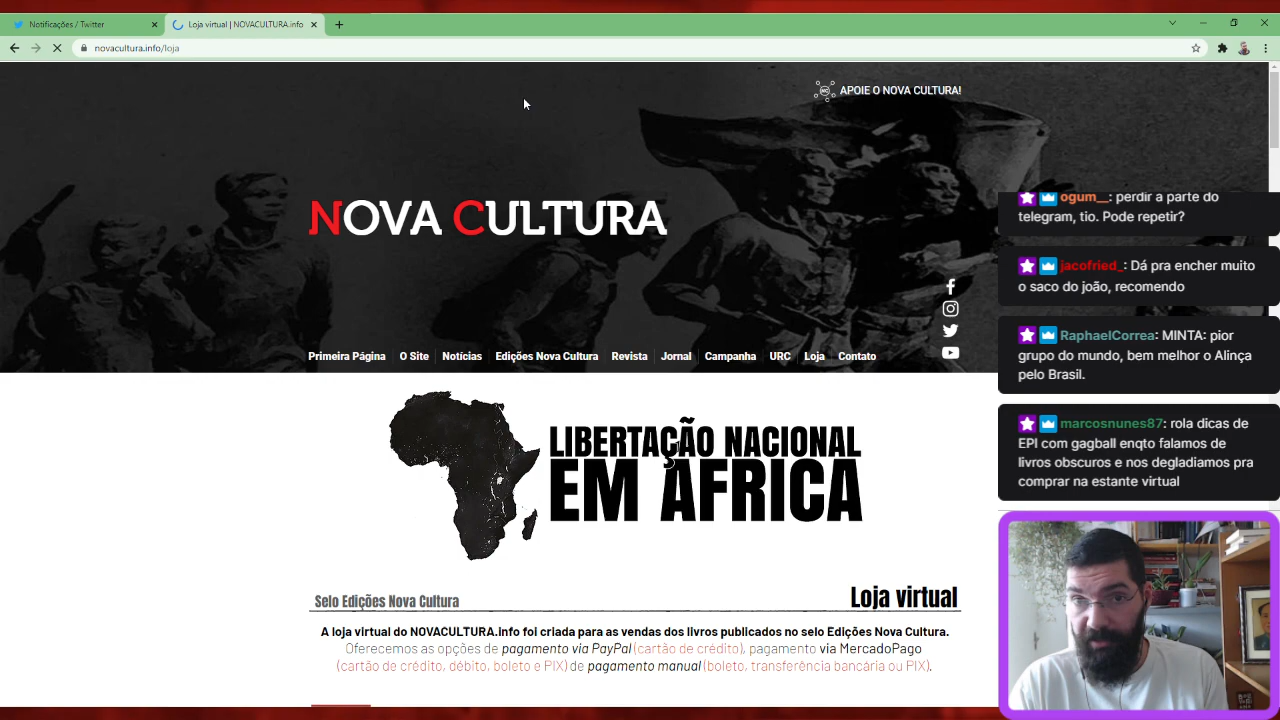 Notificações / Twitter
Loja virtual | NOVACULTURA.info
novacultura.info/loja
APOIE O NOVA CULTURA!
NOVA CULTURA
Primeira Página O Site Notícias Edições Nova Cultura Revista Jornal Campanha URC Loja Contato
LIBERTAÇÃO NACIONAL
EM ÁFRICA
Selo Edições Nova Cultura
Loja virtual
A loja virtual do NOVACULTURA.info foi criada para as vendas dos livros publicados no selo Edições Nova Cultura.
Oferecemos as opções de pagamento via PayPal (cartão de crédito), pagamento via MercadoPago
(cartão de crédito, débito, boleto e PIX) de pagamento manual (boleto, transferência bancária ou PIX).
ogum__: perdir a parte do
telegram, tio. Pode repetir?
jacofried_: Dá pra encher muito
o saco do joão, recomendo
RaphaelCorrea: MINTA: pior
grupo do mundo, bem melhor o Alinça
pelo Brasil.
marcosnunes87: rola dicas de
EPI com gagball enqto falamos de
livros obscuros e nos degladiamos pra
comprar na estante virtual